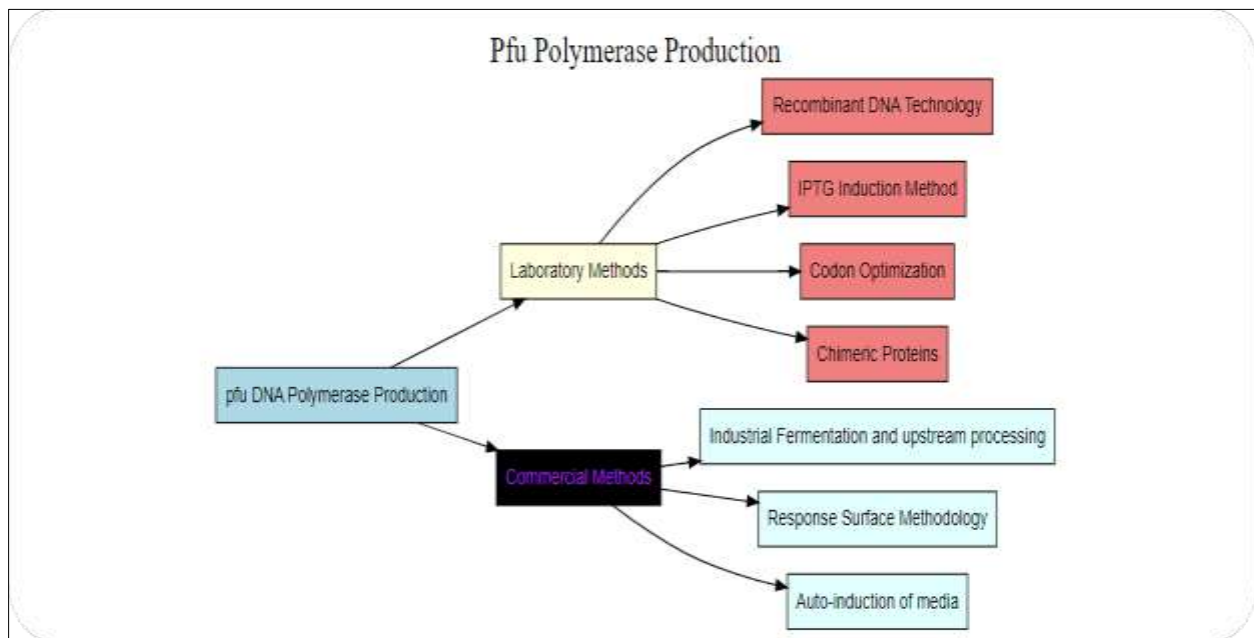 Pfu Polymerase Production
Recombinant DNA Technology
IPTG Induction Method
Laboratory Methods
Codon Optimization
Chimeric Proteins
pfu DNA Polymerase Production
Industrial Fermentation and upstream processing
Commercial Methods
Response Surface Methodology
Auto-induction of media